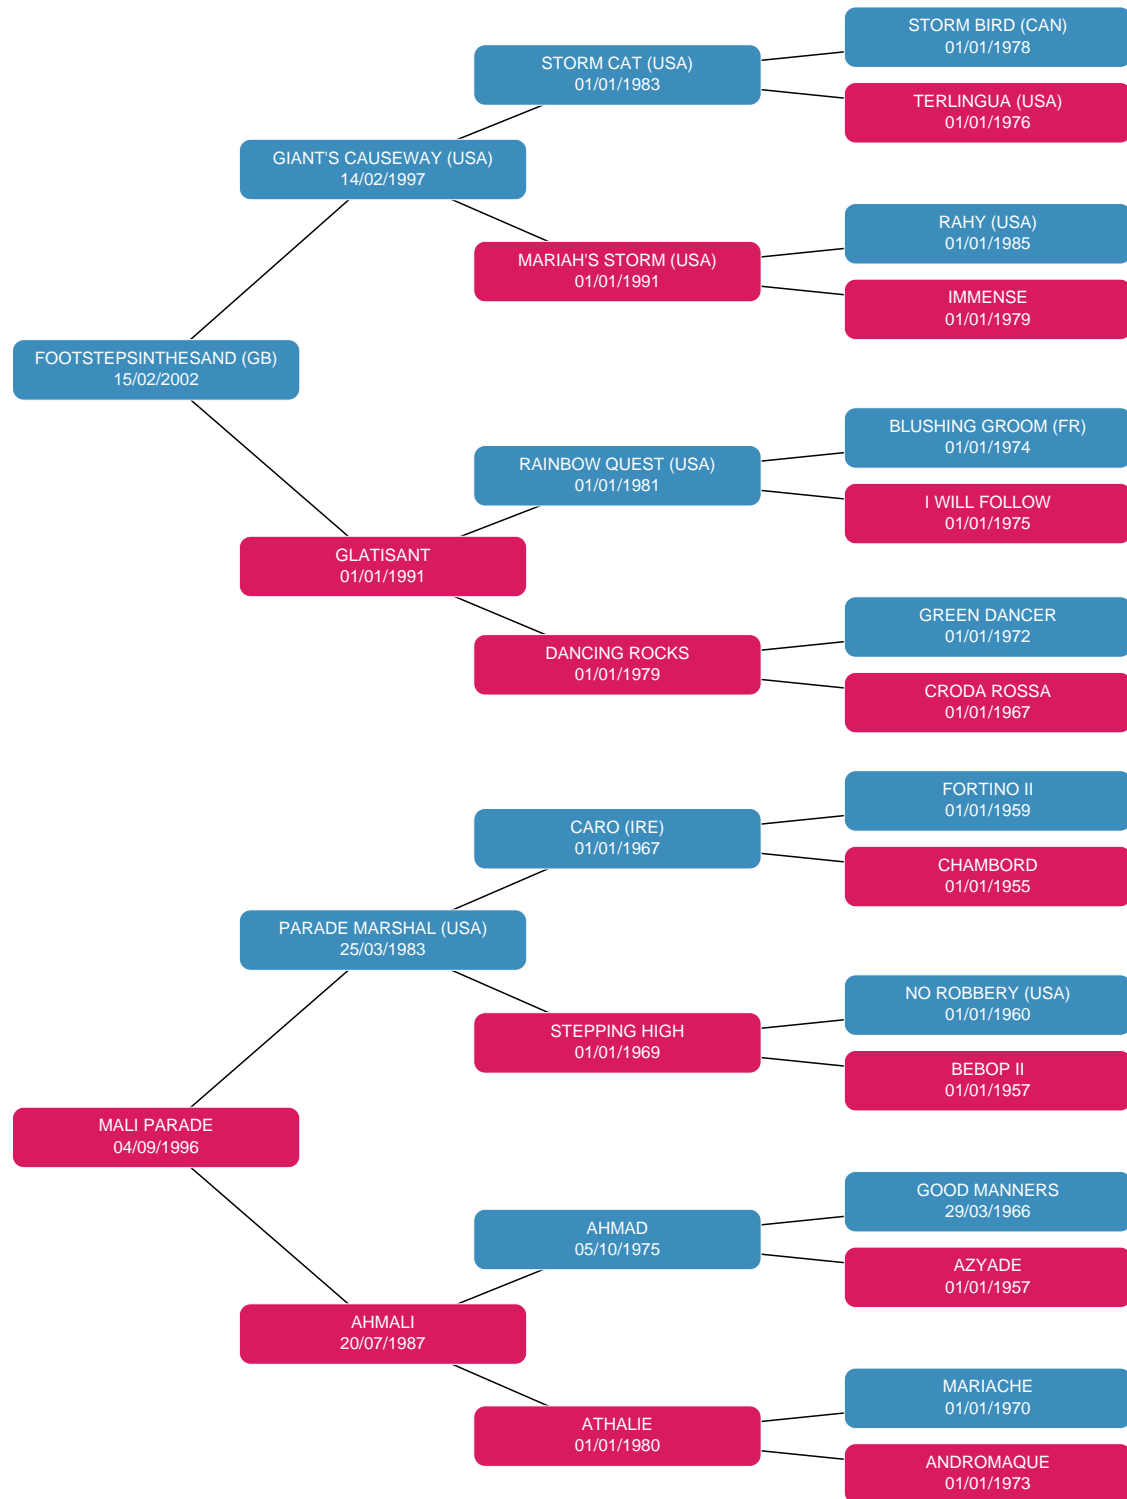 STORM BIRD (CAN)
01/01/1978
STORM CAT (USA)
01/01/1983
TERLINGUA (USA)
01/01/1976
GIANT'S CAUSEWAY (USA)
14/02/1997
RAHY (USA)
01/01/1985
MARIAH'S STORM (USA)
01/01/1991
IMMENSE
01/01/1979
FOOTSTEPSINTHESAND (GB)
15/02/2002
BLUSHING GROOM (FR)
01/01/1974
RAINBOW QUEST (USA)
01/01/1981
I WILL FOLLOW
01/01/1975
GLATISANT
01/01/1991
GREEN DANCER
01/01/1972
DANCING ROCKS
01/01/1979
CRODA ROSSA
01/01/1967
FORTINO II
01/01/1959
CARO (IRE)
01/01/1967
CHAMBORD
01/01/1955
PARADE MARSHAL (USA)
25/03/1983
NO ROBBERY (USA)
01/01/1960
STEPPING HIGH
01/01/1969
BEBOP II
01/01/1957
MALI PARADE
04/09/1996
GOOD MANNERS
29/03/1966
AHMAD
05/10/1975
AZYADE
01/01/1957
AHMALI
20/07/1987
MARIACHE
01/01/1970
ATHALIE
01/01/1980
ANDROMAQUE
01/01/1973